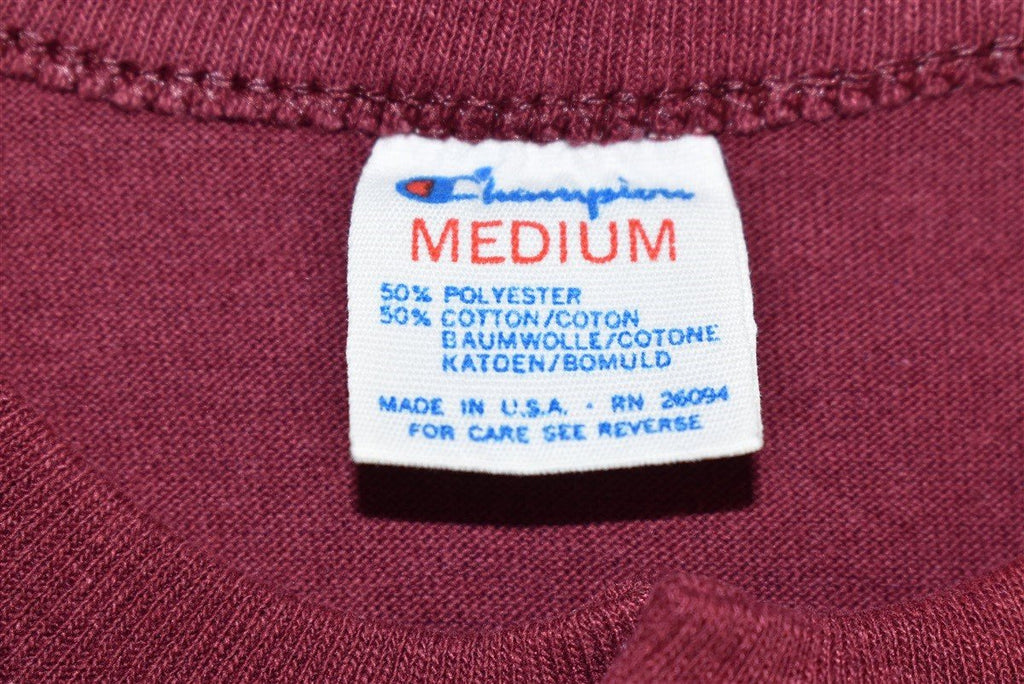 Champion
MEDIUM
50% POLYESTER
50% COTTON/COTON
BAUMWOLLE/COTONE
KATOEN/BOMULD
MADE IN U.S.A. · RN 26094
FOR CARE SEE REVERSE